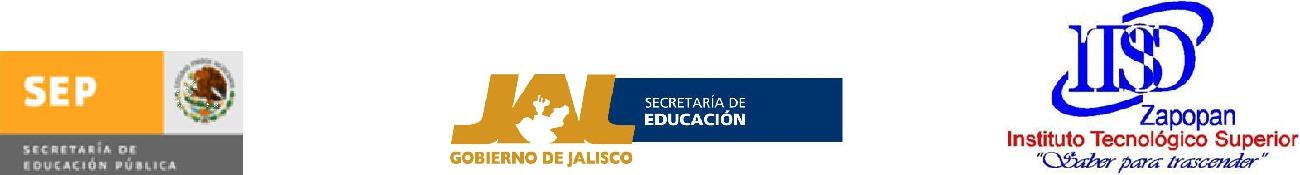 SEP
SECRETARÍA DE
EDUCACIÓN PÚBLICA
JAL
GOBIERNO DE JALISCO
SECRETARÍA DE
EDUCACIÓN
Zapopan
Instituto Tecnológico Superior
"Saber para trascender"